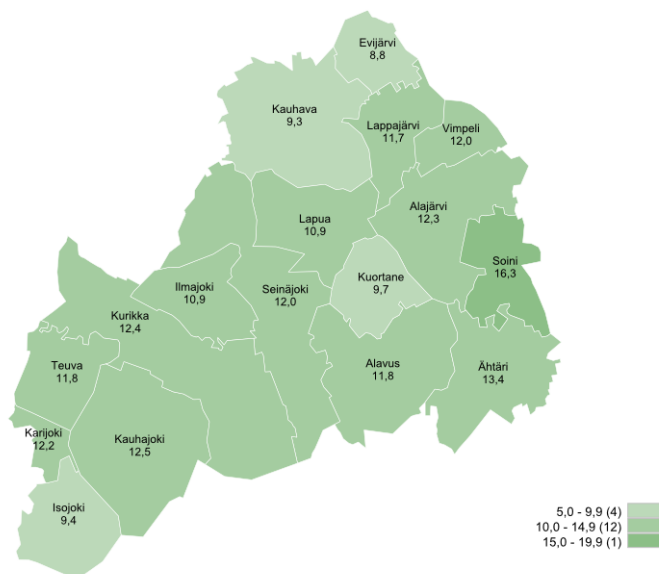 Evijärvi
8,8
Kauhava
9,3
Lappajärvi
11,7
Vimpeli
12,0
Alajärvi
12,3
Lapua
10,9
Soini
16,3
Kuortane
9,7
Ilmajoki
10,9
Seinäjoki
12,0
Kurikka
12,4
Teuva
11,8
Alavus
11,8
Ähtäri
13,4
Karijoki
12,2
Kauhajoki
12,5
Isojoki
9,4
5,0 - 9,9 (4)
10,0 - 14,9 (12)
15,0 - 19,9 (1)